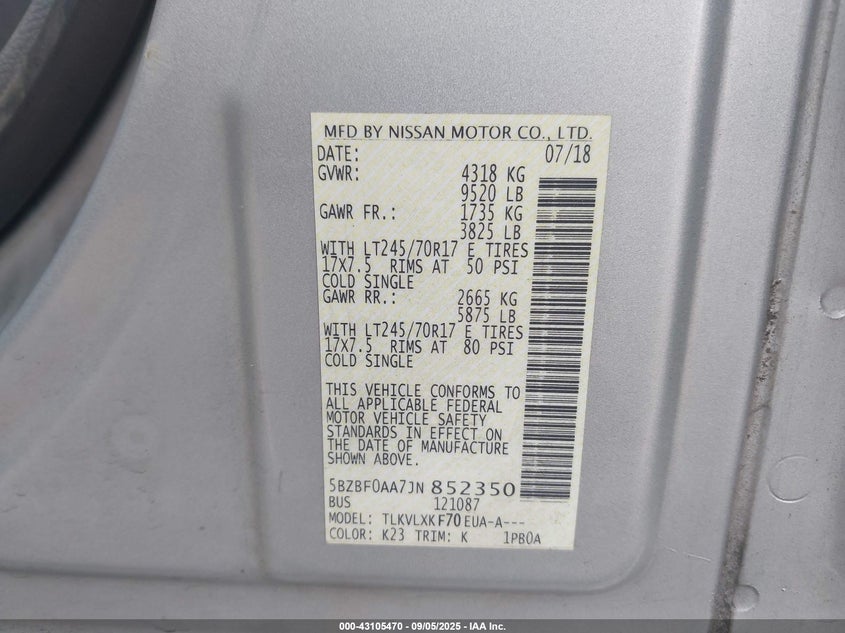 MFD BY NISSAN MOTOR CO., LTD.
DATE: 07/18
GVWR: 4318 KG
9520 LB
GAWR FR.: 1735 KG
3825 LB
WITH LT245/70R17 E TIRES
17X7.5 RIMS AT 50 PSI
COLD SINGLE
GAWR RR.: 2665 KG
5875 LB
WITH LT245/70R17 E TIRES
17X7.5 RIMS AT 80 PSI
COLD SINGLE
THIS VEHICLE CONFORMS TO
ALL APPLICABLE FEDERAL
MOTOR VEHICLE SAFETY
STANDARDS IN EFFECT ON
THE DATE OF MANUFACTURE
SHOWN ABOVE.
5BZBF0AA7JN 852350
BUS 121087
MODEL: TLKVLXKF70EUA-A---
COLOR: K23 TRIM: K 1PB0A
000-43105470 - 09/05/2025 - IAA Inc.